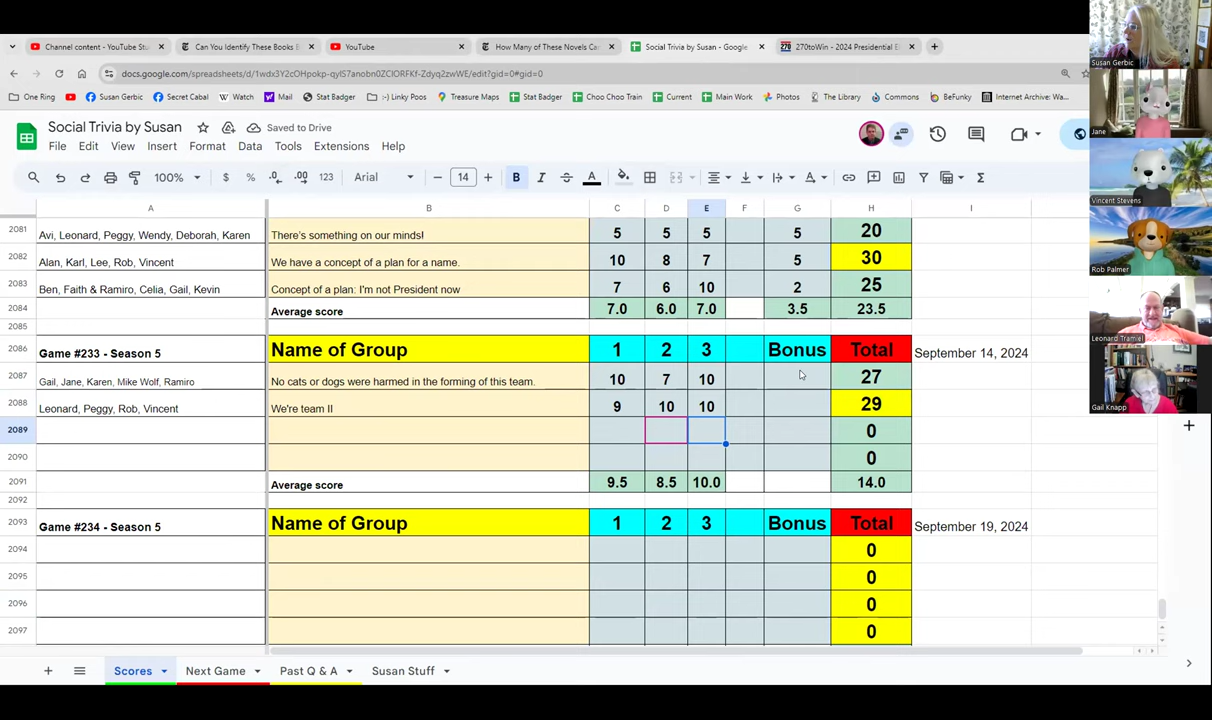 Channel content - YouTube Stu
Can You Identify These Books E
YouTube
How Many of These Novels Can
Social Trivia by Susan - Google
270toWin - 2024 Presidential El
docs.google.com/spreadsheets/d/1wdx3Y2cOHpokp-qyIS7anobn0ZClORFKf-Zdyq2zwWE/edit?gid=0#gid=0
One Ring
Susan Gerbic
Secret Cabal
Watch
Mail
Stat Badger
:-) Linky Poos
Treasure Maps
Stat Badger
Choo Choo Train
Current
Main Work
Photos
The Library
Commons
BeFunky
Internet Archive: Wa...
Social Trivia by Susan
Saved to Drive
File Edit View Insert Format Data Tools Extensions Help
100% $ % .0 .00 123 Arial 14 B I A
A B C D E F G H I
2081 Avi, Leonard, Peggy, Wendy, Deborah, Karen There's something on our minds! 5 5 5 5 20
2082 Alan, Karl, Lee, Rob, Vincent We have a concept of a plan for a name. 10 8 7 5 30
2083 Ben, Faith & Ramiro, Celia, Gail, Kevin Concept of a plan: I'm not President now 7 6 10 2 25
2084 Average score 7.0 6.0 7.0 3.5 23.5
2085
2086 Game #233 - Season 5 Name of Group 1 2 3 Bonus Total September 14, 2024
2087 Gail, Jane, Karen, Mike Wolf, Ramiro No cats or dogs were harmed in the forming of this team. 10 7 10 27
2088 Leonard, Peggy, Rob, Vincent We're team II 9 10 10 29
2089 0
2090 0
2091 Average score 9.5 8.5 10.0 14.0
2092
2093 Game #234 - Season 5 Name of Group 1 2 3 Bonus Total September 19, 2024
2094 0
2095 0
2096 0
2097 0
Scores
Next Game
Past Q & A
Susan Stuff
Susan Gerbic
Jane
Vincent Stevens
Rob Palmer
Leonard Tramiel
Gail Knapp